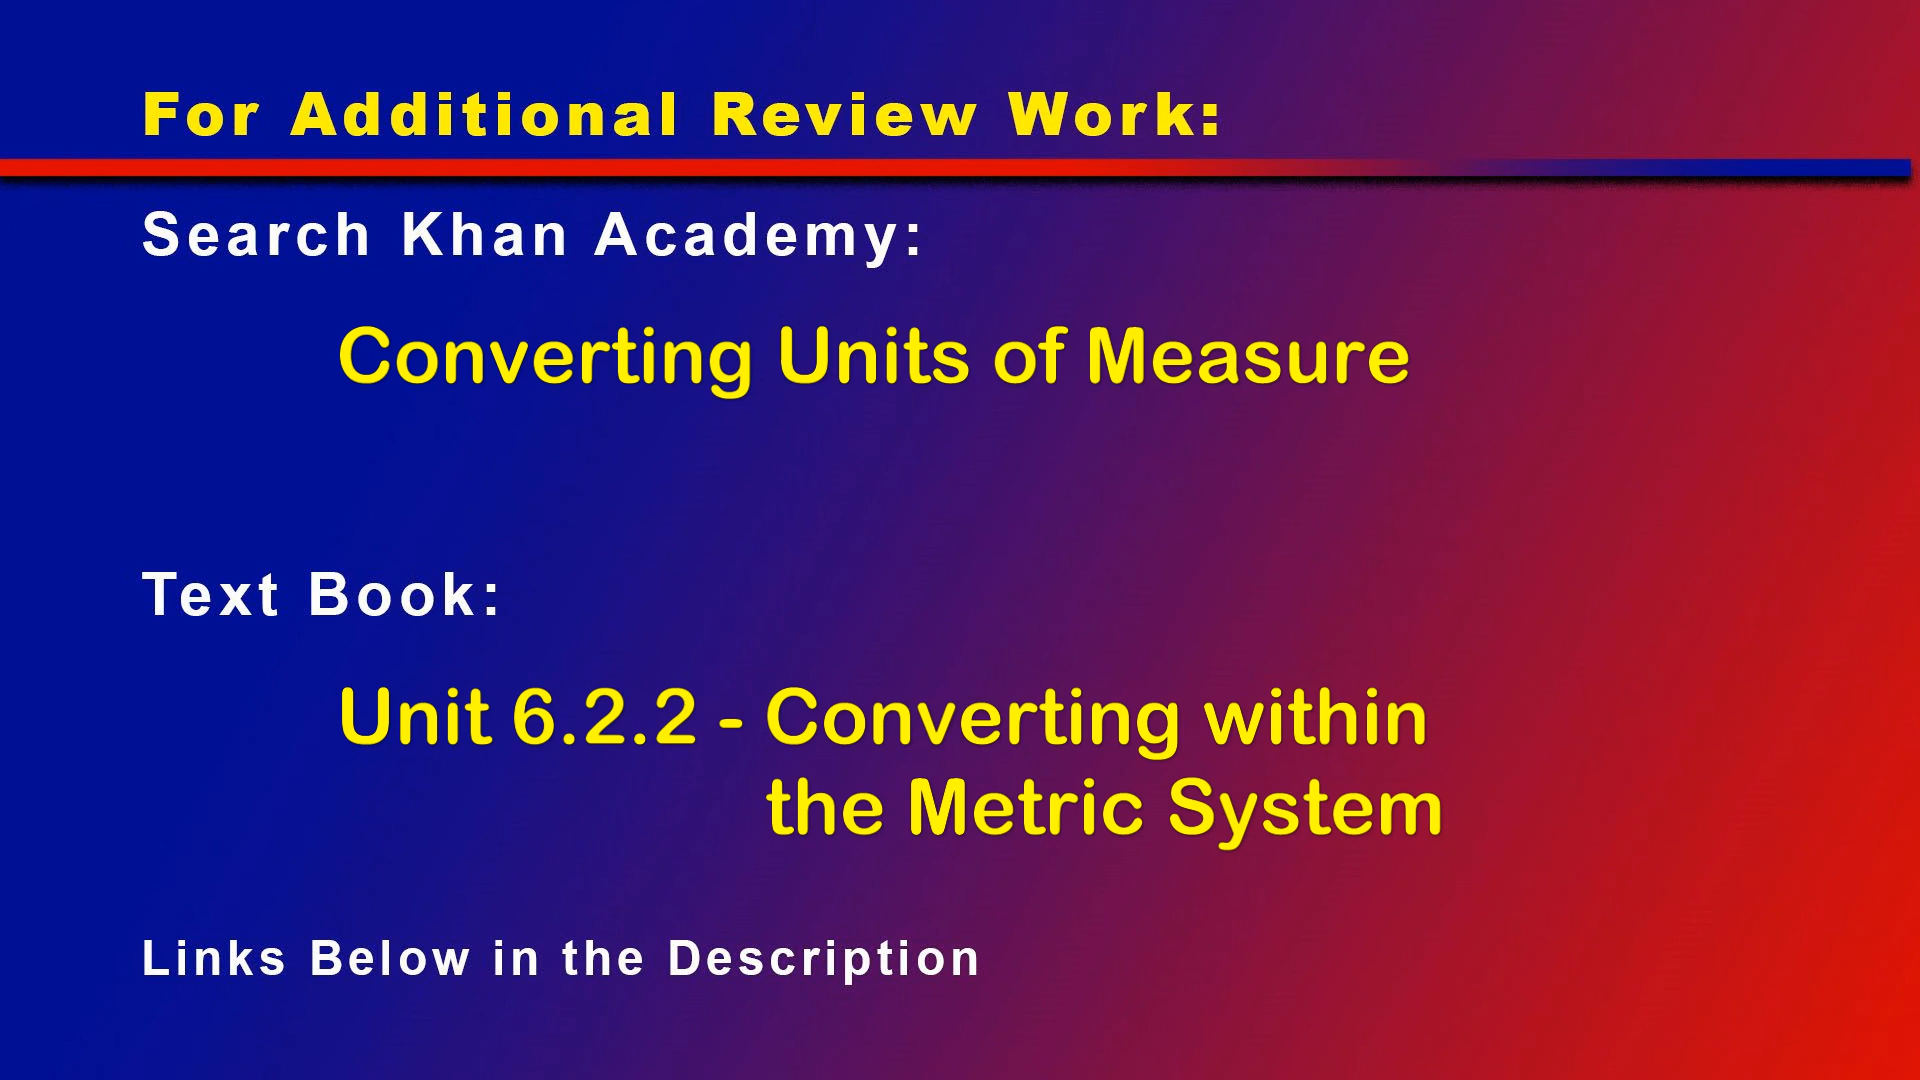 For Additional Review Work:
Search Khan Academy:
Converting Units of Measure
Text Book:
Unit 6.2.2 - Converting within
the Metric System
Links Below in the Description